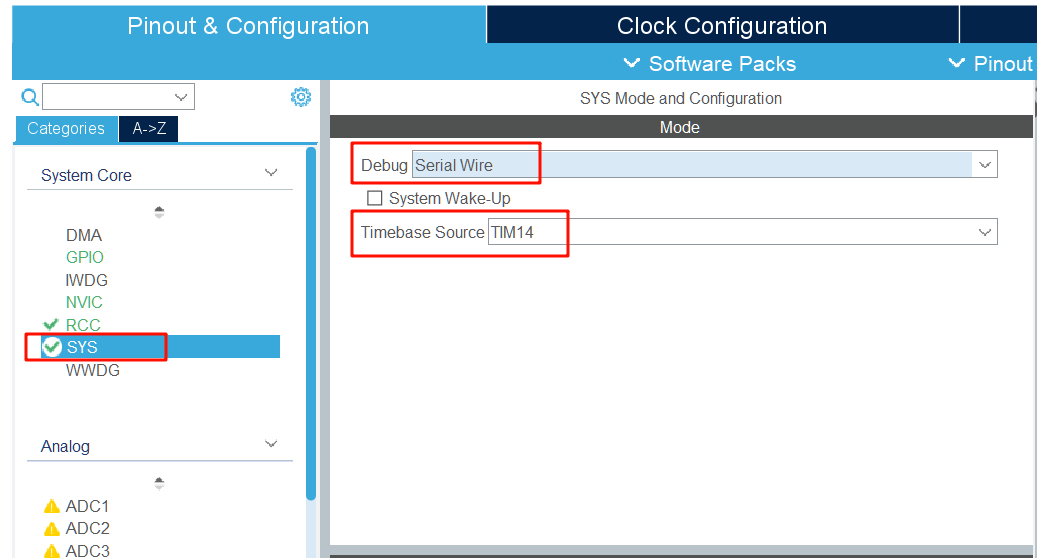 Pinout & Configuration
Clock Configuration
Software Packs
Pinout
Categories
A->Z
System Core
DMA
GPIO
IWDG
NVIC
RCC
SYS
WWDG
Analog
ADC1
ADC2
ADC3
SYS Mode and Configuration
Mode
Debug Serial Wire
System Wake-Up
Timebase Source TIM14